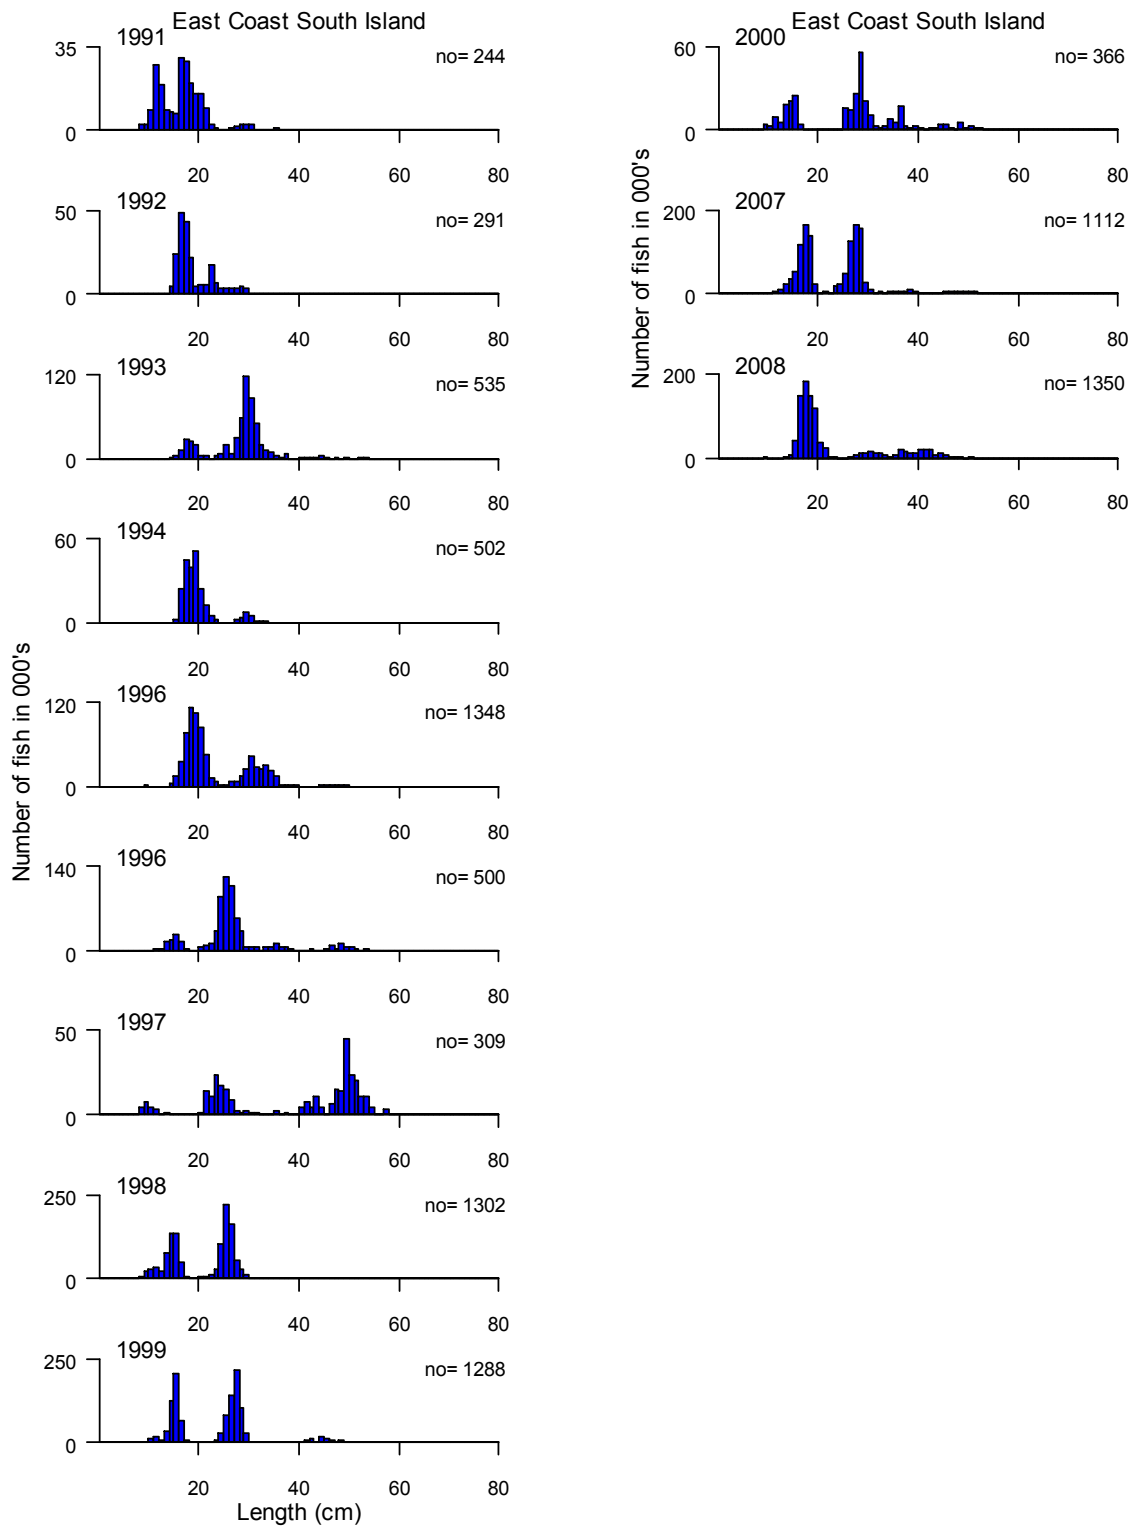 East Coast South Island
1991
no= 244
35
0
20 40 60 80
1992
no= 291
50
0
20 40 60 80
1993
no= 535
120
0
20 40 60 80
1994
no= 502
60
0
20 40 60 80
1996
no= 1348
120
0
20 40 60 80
1996
no= 500
140
0
20 40 60 80
1997
no= 309
50
0
20 40 60 80
1998
no= 1302
250
0
20 40 60 80
1999
no= 1288
250
0
20 40 60 80
Length (cm)
Number of fish in 000's
East Coast South Island
2000
no= 366
60
0
20 40 60 80
2007
no= 1112
200
0
20 40 60 80
2008
no= 1350
200
0
20 40 60 80
Number of fish in 000's